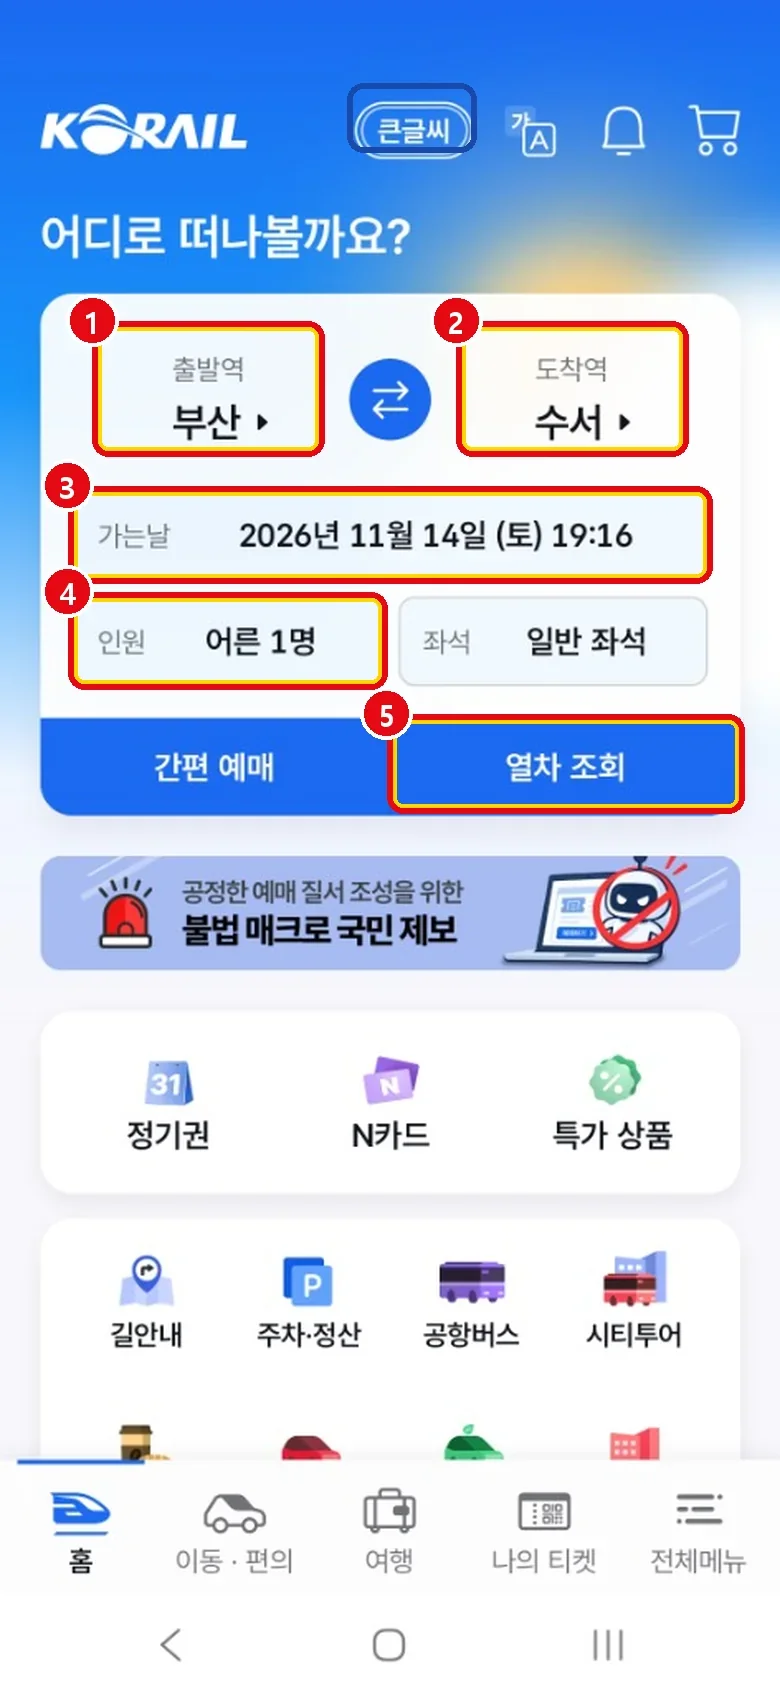 KORAIL 큰글씨 가 A
어디로 떠나볼까요?
1 2
출발역 도착역
부산 수서
3
가는날 2026년 11월 14일 (토) 19:16
4
인원 어른 1명 좌석 일반 좌석
5
간편 예매 열차 조회
공정한 예매 질서 조성을 위한
불법 매크로 국민 제보
31 N %
정기권 N카드 특가 상품
P
길안내 주차·정산 공항버스 시티투어
홈 이동 · 편의 여행 나의 티켓 전체메뉴